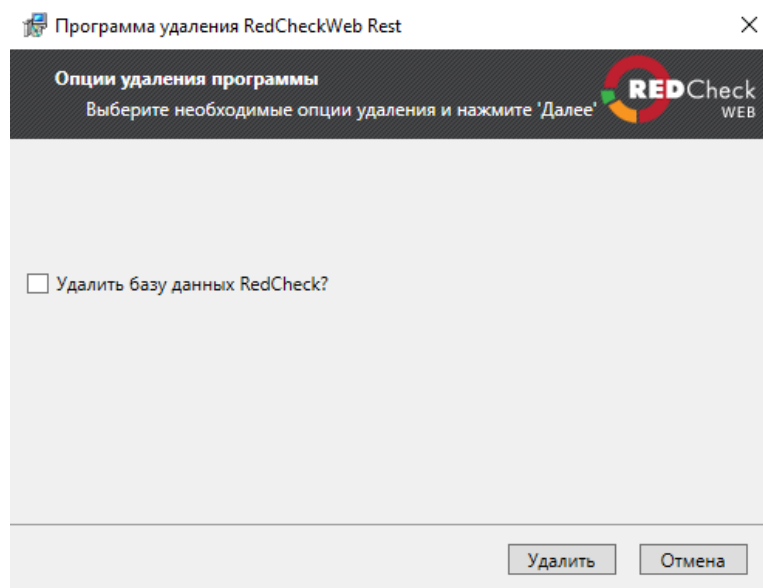 Программа удаления RedCheckWeb Rest
Опции удаления программы
Выберите необходимые опции удаления и нажмите 'Далее'
REDCheck
WEB
Удалить базу данных RedCheck?
Удалить
Отмена